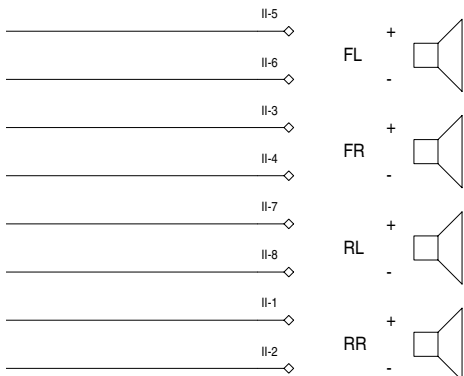 II-5
+
FL
II-6
-
II-3
+
FR
II-4
-
II-7
+
RL
II-8
-
II-1
+
RR
II-2
-